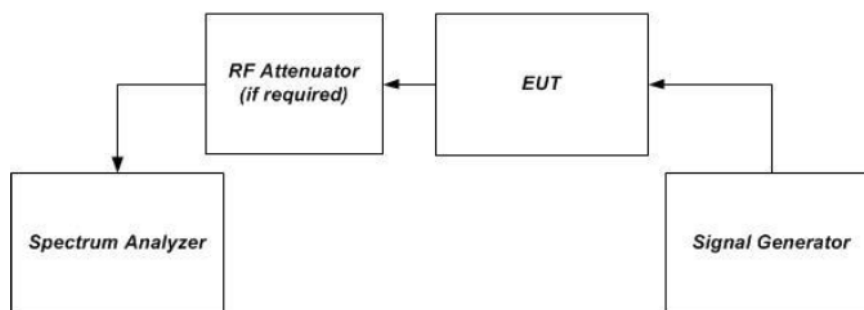 RF Attenuator
(if required)
EUT
Spectrum Analyzer
Signal Generator